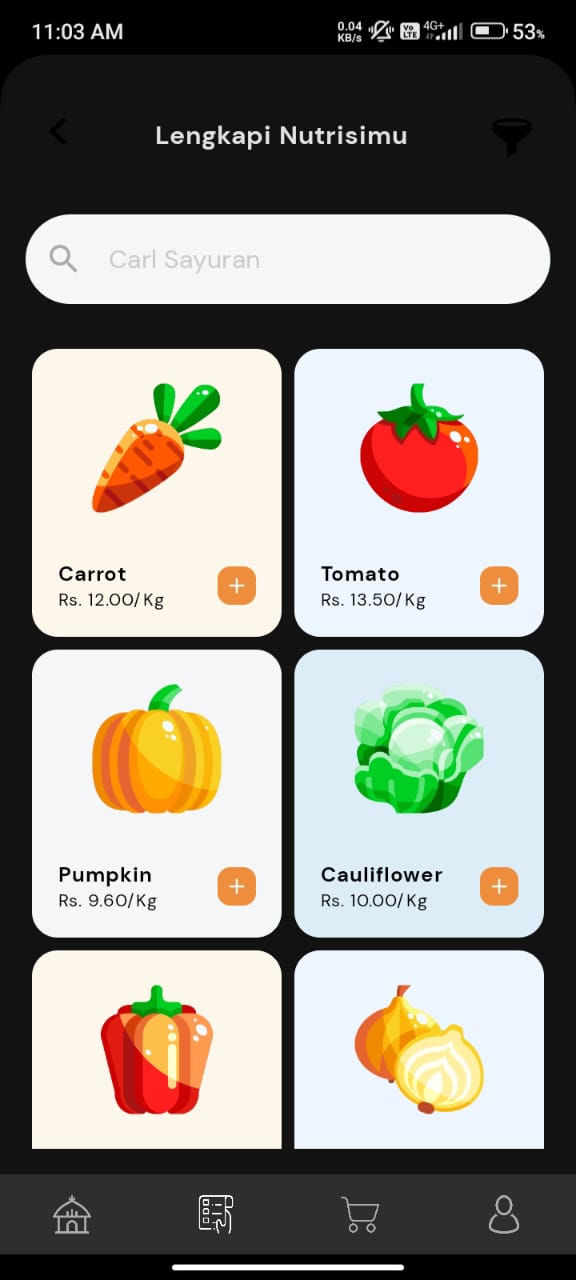 11:03 AM
0.04 KB/s
Vo LTE
4G+
53%
Lengkapi Nutrisimu
Carl Sayuran
Carrot
Rs. 12.00/Kg
Tomato
Rs. 13.50/Kg
Pumpkin
Rs. 9.60/Kg
Cauliflower
Rs. 10.00/Kg